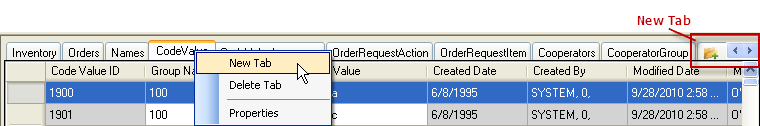 New Tab
Inventory Orders Names CodeValue OrderRequestAction OrderRequestItem Cooperators CooperatorGroup
New Tab
Delete Tab
Properties
Code Value ID Group Na Value Created Date Created By Modified Date M
1900 100 a 6/8/1995 SYSTEM, 0, 9/28/2010 2:58 ... O'
1901 100 c 6/8/1995 SYSTEM, 0, 9/28/2010 2:58 ... O'